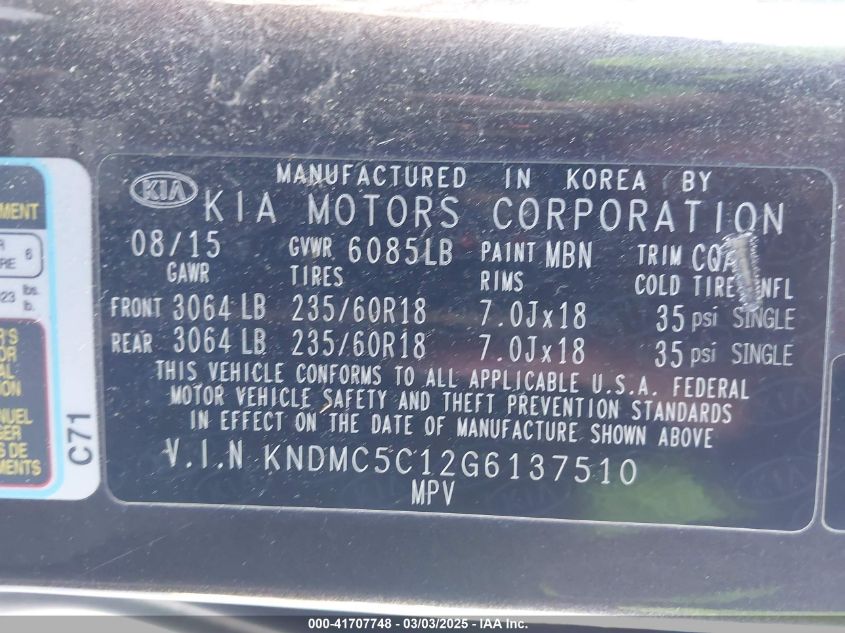 MANUFACTURED IN KOREA BY
KIA KIA MOTORS CORPORATION
08/15 GVWR 6085LB PAINT MBN TRIM
GAWR TIRES RIMS COLD TIRE INFL
FRONT 3064 LB 235/60R18 7.0Jx18 35 psi SINGLE
REAR 3064 LB 235/60R18 7.0Jx18 35 psi SINGLE
THIS VEHICLE CONFORMS TO ALL APPLICABLE U.S.A. FEDERAL
MOTOR VEHICLE SAFETY AND THEFT PREVENTION STANDARDS
IN EFFECT ON THE DATE OF MANUFACTURE SHOWN ABOVE
V.I.N KNDMC5C12G6137510
MPV
C71
6
lbs.
lb.
000-41707748 - 03/03/2025 - IAA Inc.